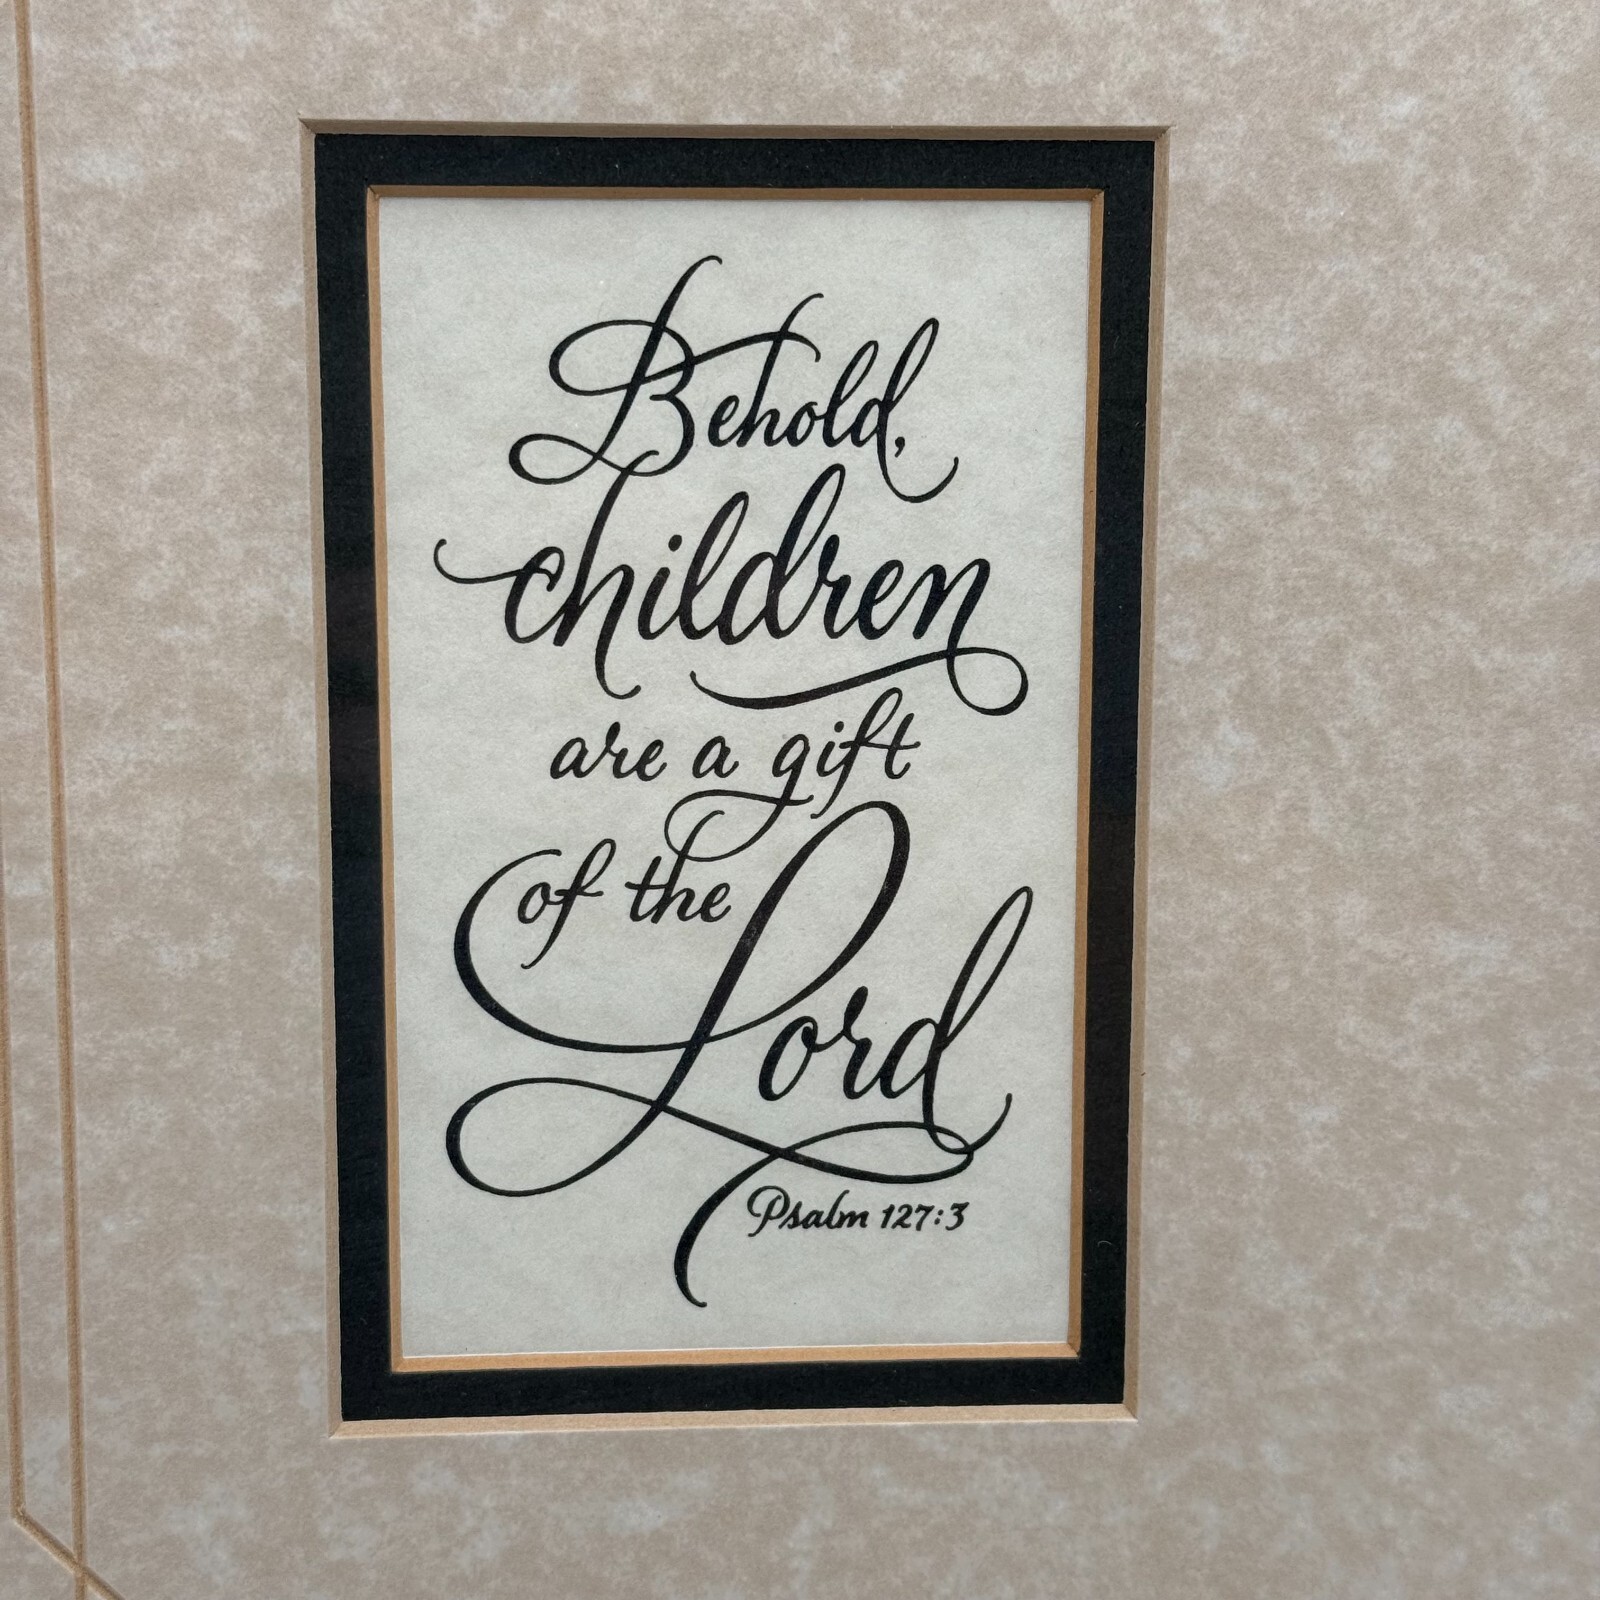 Behold,
children
are a gift
of the
Lord
Psalm 127:3